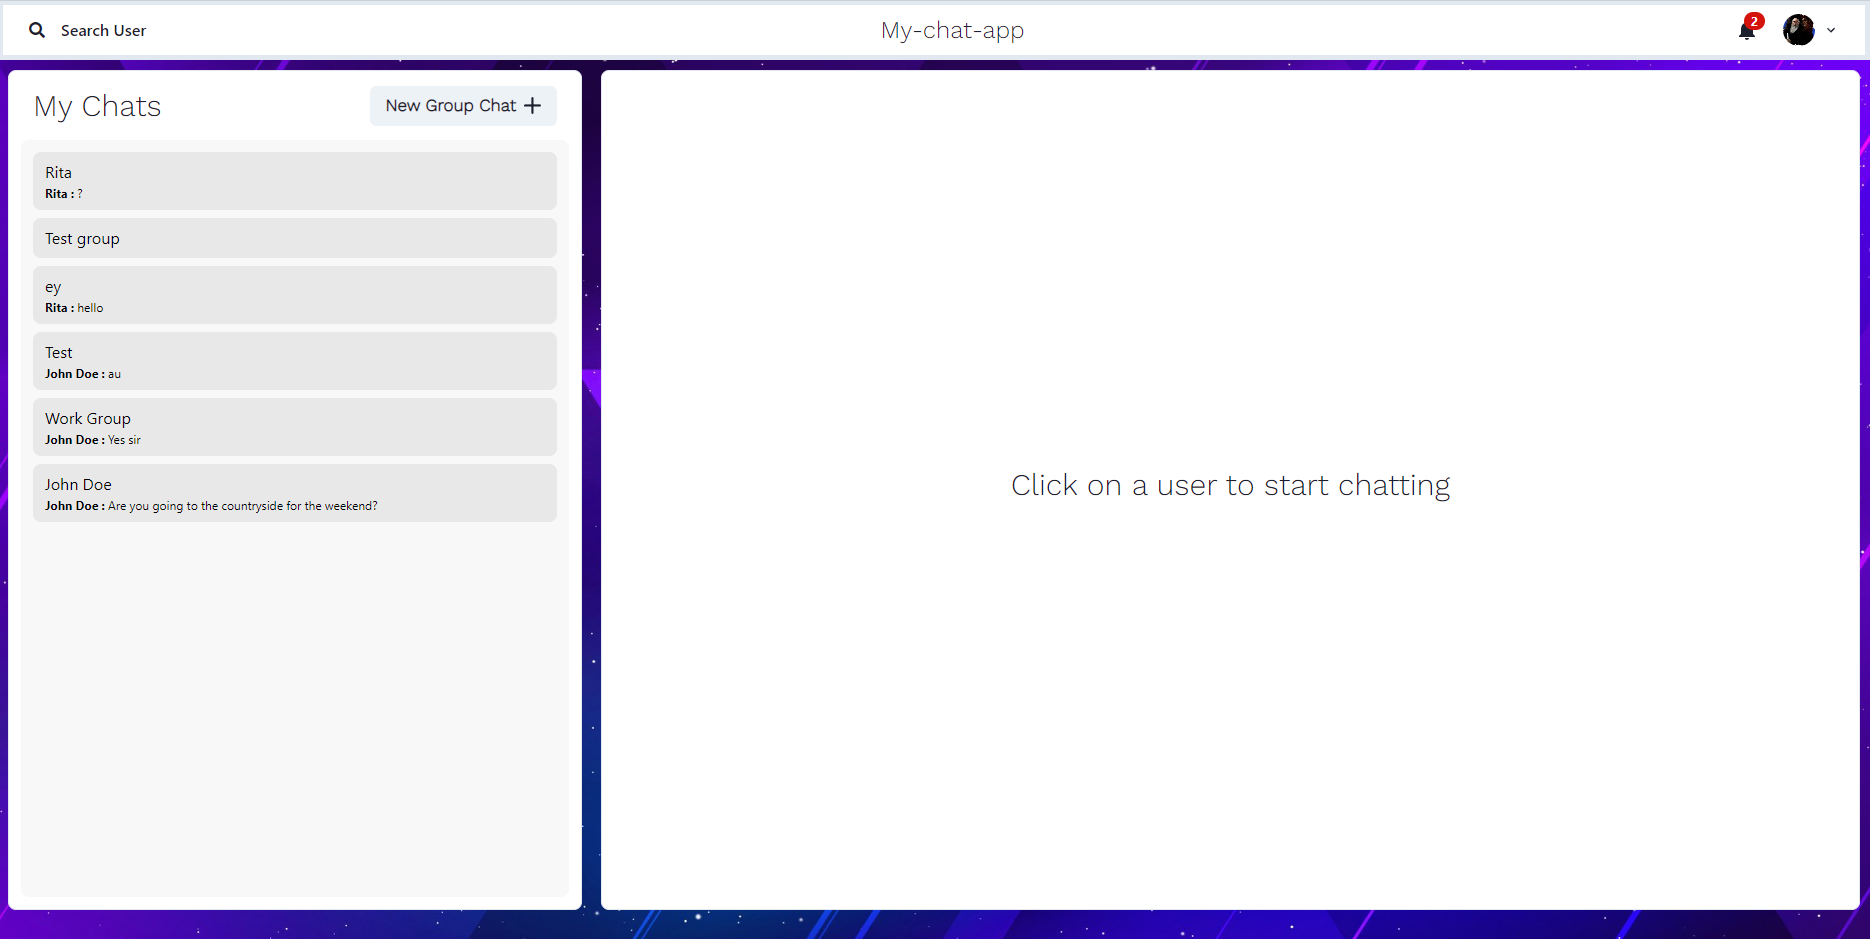 Search User
My-chat-app
2
My Chats
New Group Chat
Rita
Rita : ?
Test group
ey
Rita : hello
Test
John Doe : au
Work Group
John Doe : Yes sir
John Doe
John Doe : Are you going to the countryside for the weekend?
Click on a user to start chatting